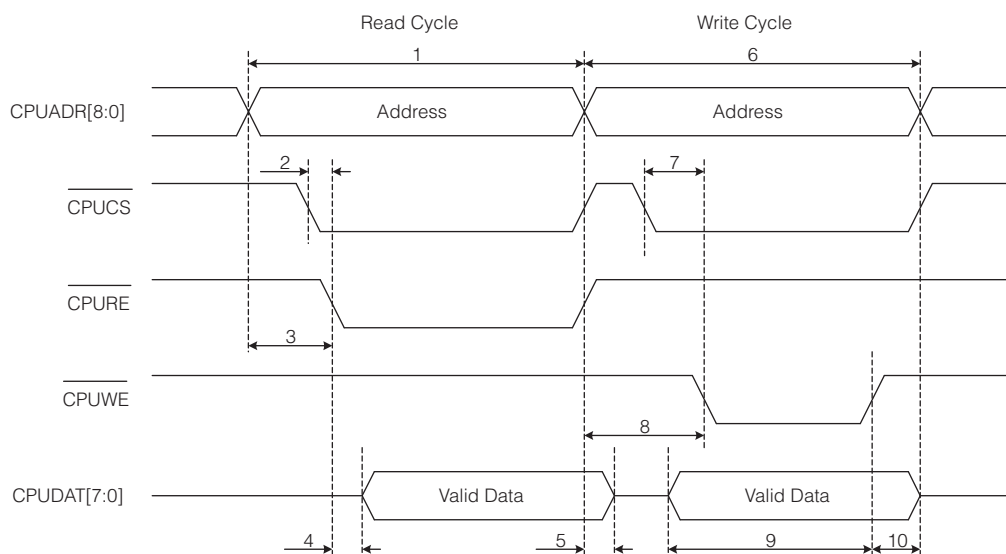 Read Cycle Write Cycle
1 6
CPUADR[8:0] Address Address
2 7
CPUCS
CPURE
3
CPUWE
8
CPUDAT[7:0] Valid Data Valid Data
4 5 9 10